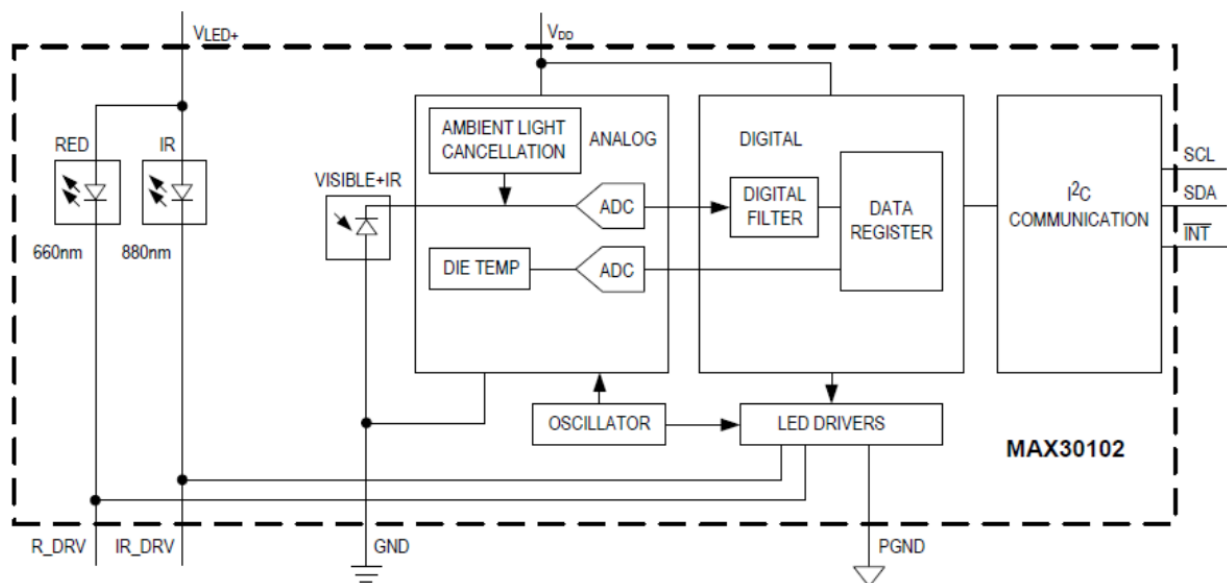 VLED+
VDD
RED
IR
660nm
880nm
VISIBLE+IR
AMBIENT LIGHT
CANCELLATION
ANALOG
ADC
DIE TEMP
ADC
DIGITAL
DIGITAL
FILTER
DATA
REGISTER
I²C
COMMUNICATION
SCL
SDA
I̅N̅T̅
OSCILLATOR
LED DRIVERS
MAX30102
R_DRV
IR_DRV
GND
PGND